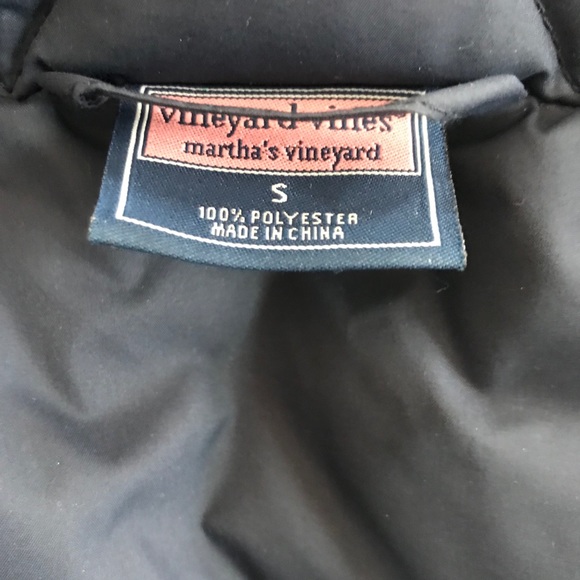 vineyard vines®
martha's vineyard
S
100% POLYESTER
MADE IN CHINA